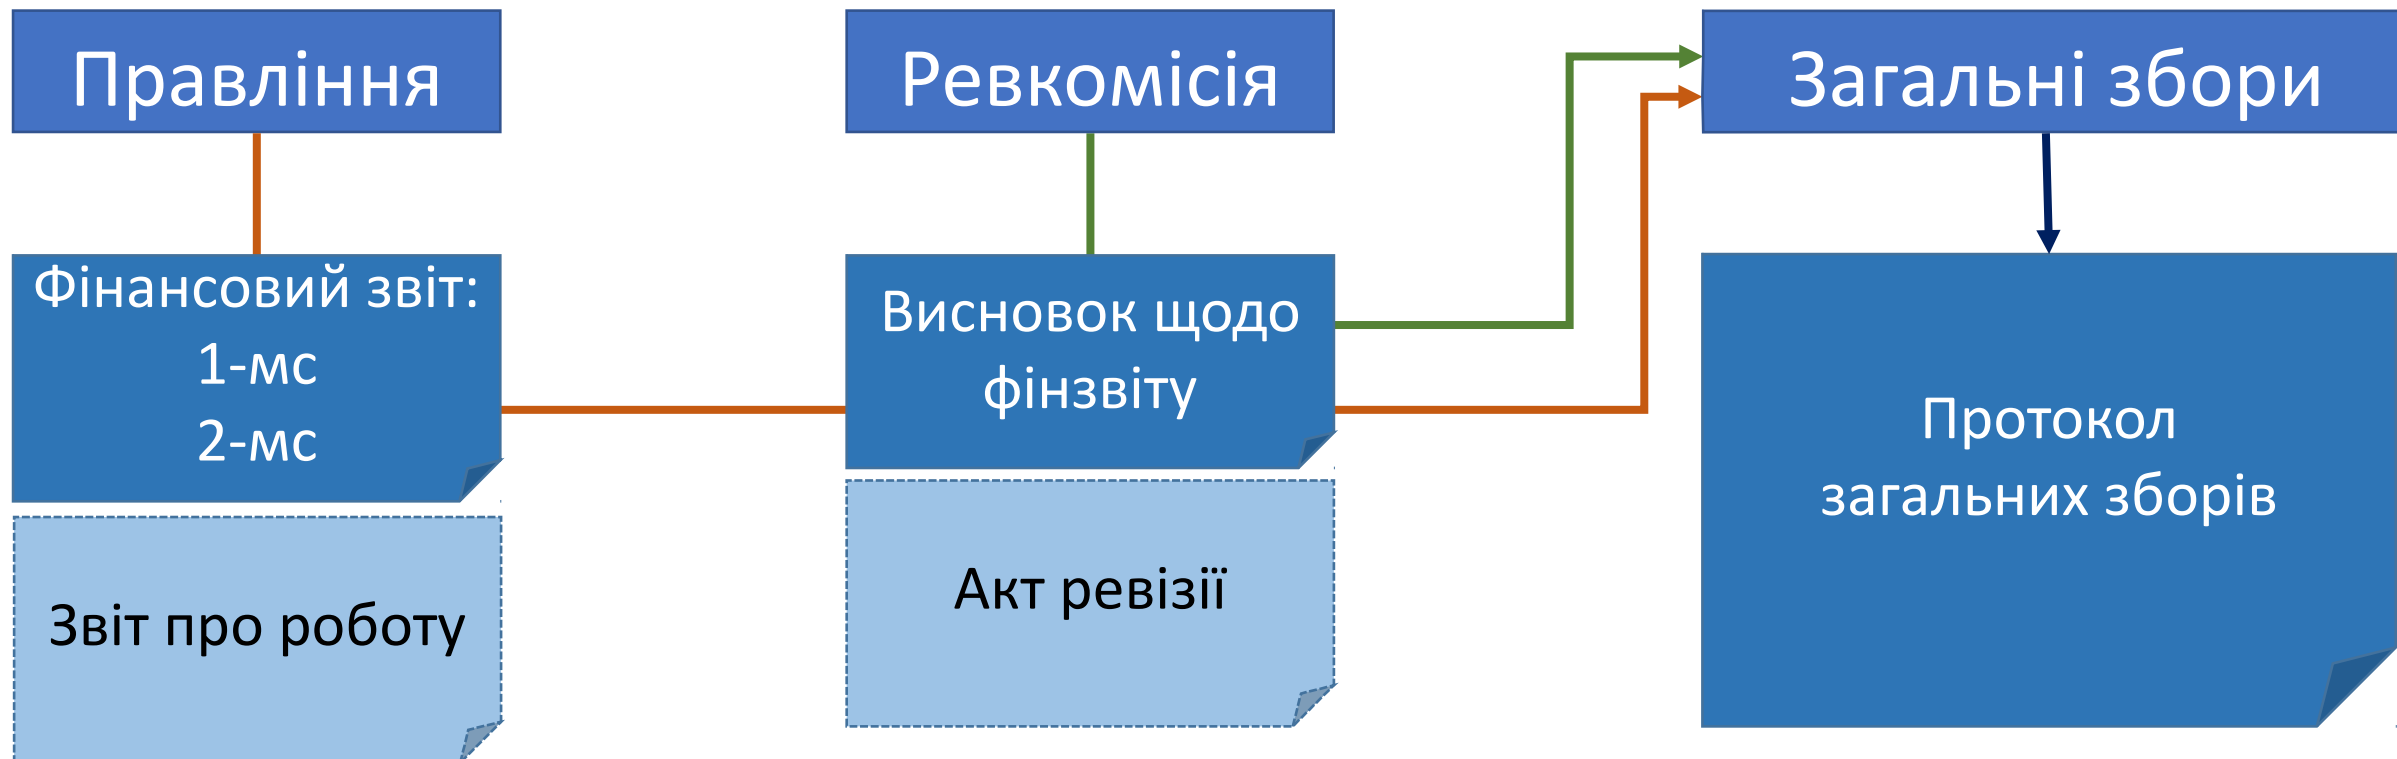 Правління
Ревкомісія
Загальні збори
Фінансовий звіт:
1-мс
2-мс
Висновок щодо
фінзвіту
Протокол
загальних зборів
Звіт про роботу
Акт ревізії